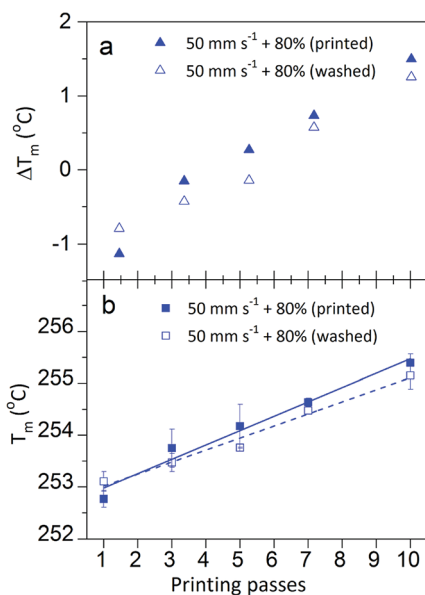 a
50 mm s⁻¹ + 80% (printed)
50 mm s⁻¹ + 80% (washed)
ΔTₘ (°C)
2
1
0
-1
b
50 mm s⁻¹ + 80% (printed)
50 mm s⁻¹ + 80% (washed)
Tₘ (°C)
256
255
254
253
252
1 2 3 4 5 6 7 8 9 10
Printing passes